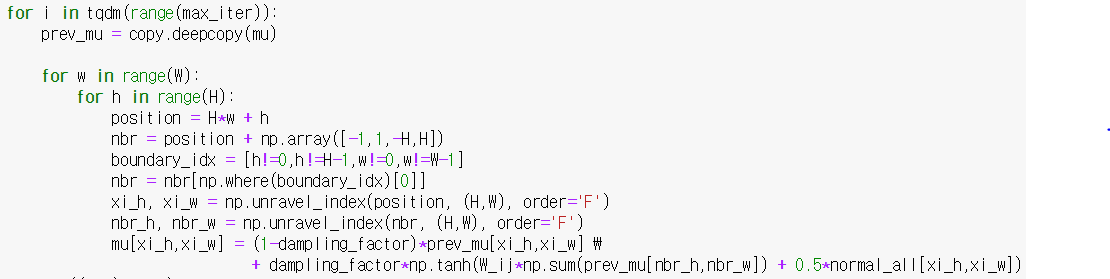 for i in tqdm(range(max_iter)):
    prev_mu = copy.deepcopy(mu)
    for w in range(W):
        for h in range(H):
            position = H*w + h
            nbr = position + np.array([-1,1,-H,H])
            boundary_idx = [h!=0,h!=H-1,w!=0,w!=W-1]
            nbr = nbr[np.where(boundary_idx)[0]]
            xi_h, xi_w = np.unravel_index(position, (H,W), order='F')
            nbr_h, nbr_w = np.unravel_index(nbr, (H,W), order='F')
            mu[xi_h,xi_w] = (1-dampling_factor)*prev_mu[xi_h,xi_w] ₩
                            + dampling_factor*np.tanh(W_ij*np.sum(prev_mu[nbr_h,nbr_w]) + 0.5*normal_all[xi_h,xi_w])